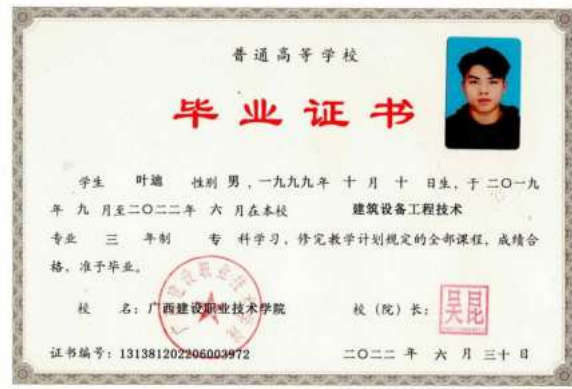 普通高等学校
毕业证书
学生 叶迪 性别 男，一九九九年 十 月 十 日生，于二〇一九
年 九 月至二〇二二年 六 月在本校 建筑设备工程技术
专业 三 年制 专 科学习，修完教学计划规定的全部课程，成绩合
格，准予毕业。
校 名：广西建设职业技术学院 校（院）长：吴昆
证书编号：131381202206003972 二〇二二 年 六 月 三十 日